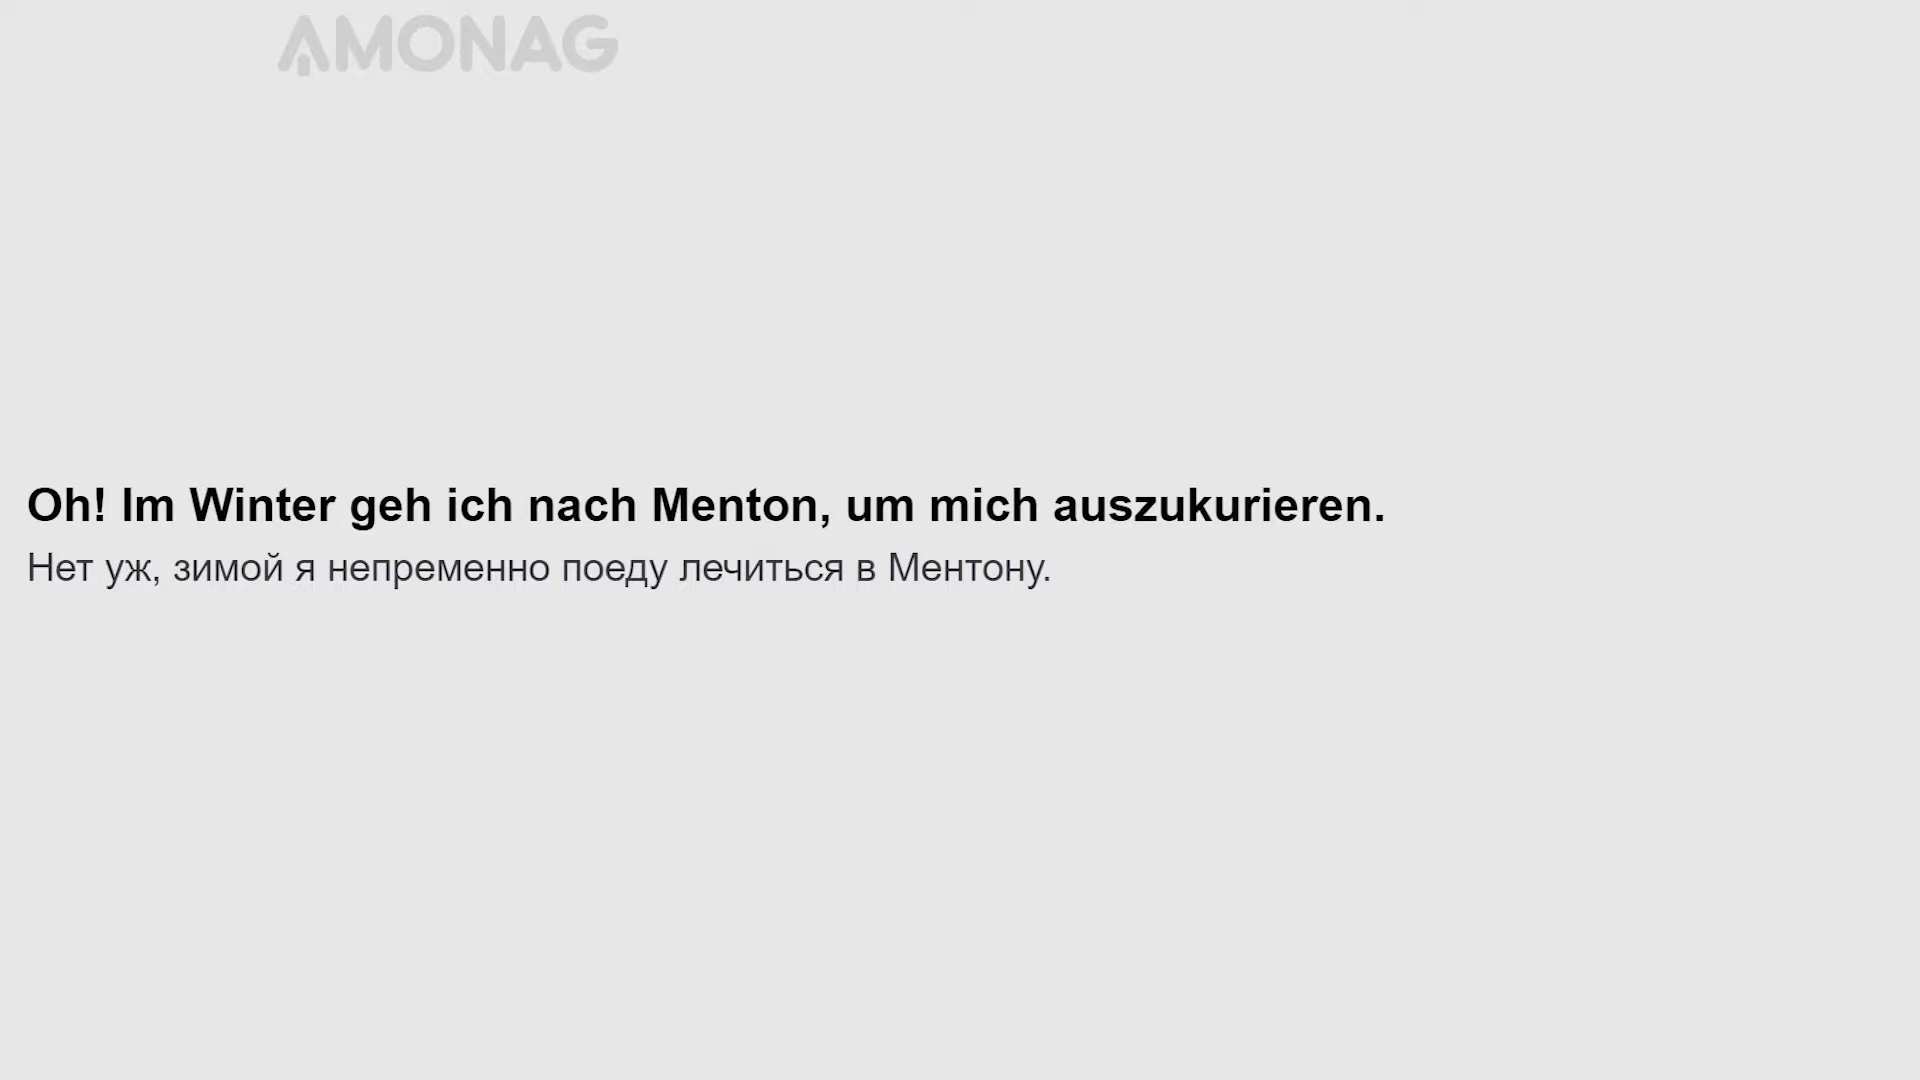 AMONAG
Oh! Im Winter geh ich nach Menton, um mich auszukurieren.
Нет уж, зимой я непременно поеду лечиться в Ментону.